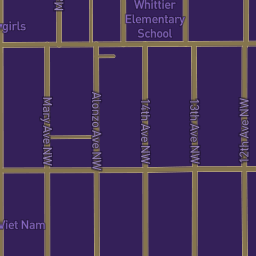 Whittier
Elementary
School
girls
Mary Ave NW
Alonzo Ave NW
14th Ave NW
13th Ave NW
12th Ave NW
Viet Nam